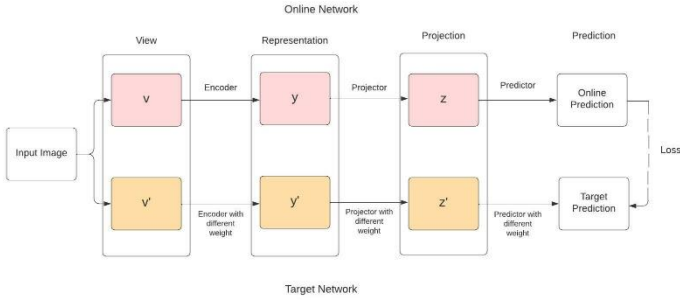 Online Network
View
Representation
Projection
Prediction
v
Encoder
y
Projector
z
Predictor
Online
Prediction
Input Image
Loss
v'
Encoder with
different
weight
y'
Projector with
different
weight
z'
Predictor with
different
weight
Target
Prediction
Target Network